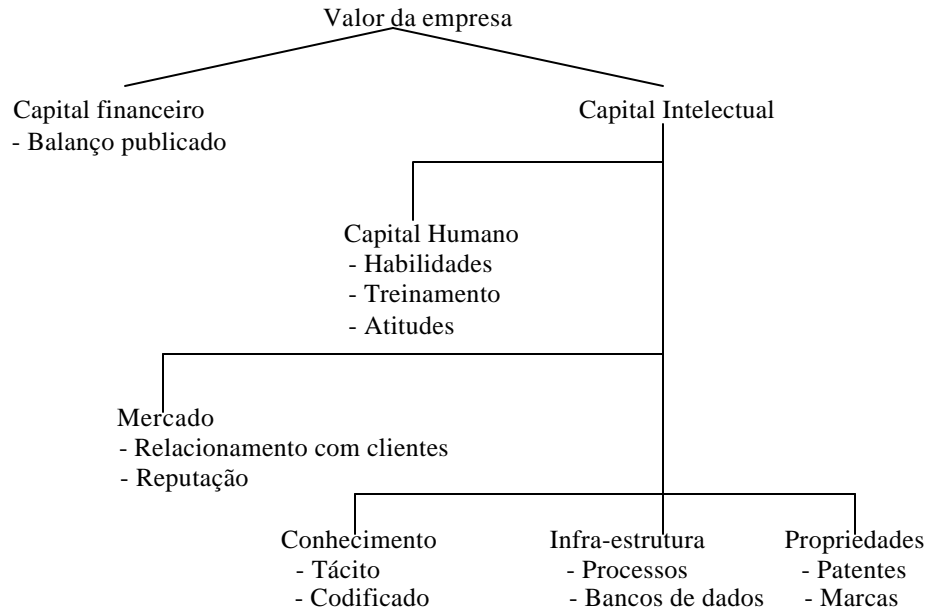 Valor da empresa
Capital financeiro
- Balanço publicado
Capital Intelectual
Capital Humano
- Habilidades
- Treinamento
- Atitudes
Mercado
- Relacionamento com clientes
- Reputação
Conhecimento
- Tácito
- Codificado
Infra-estrutura
- Processos
- Bancos de dados
Propriedades
- Patentes
- Marcas